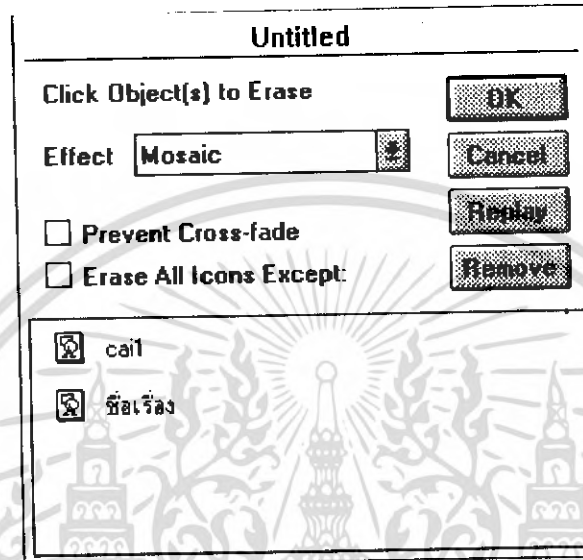 Untitled
Click Object(s) to Erase
OK
Effect Mosaic
Cancel
Replay
Prevent Cross-fade
Erase All Icons Except:
Remove
cai1
ชื่อเรื่อง